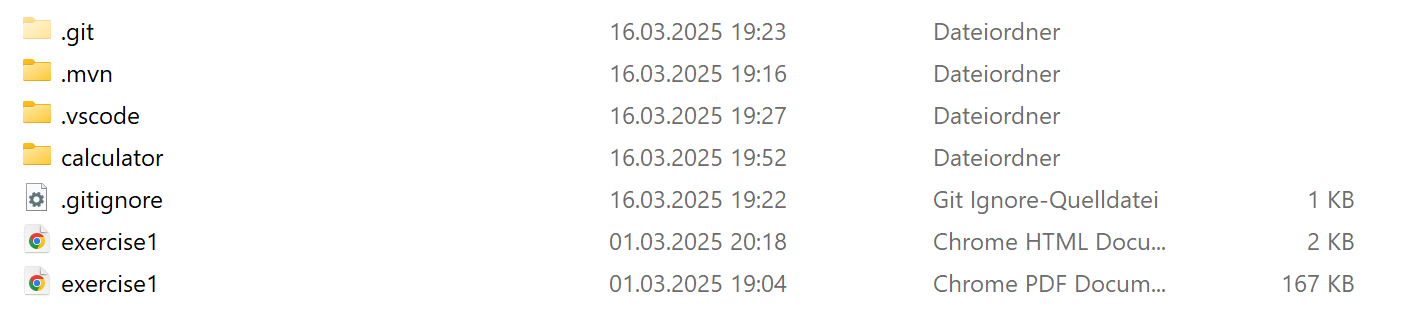 .git 16.03.2025 19:23 Dateiordner
.mvn 16.03.2025 19:16 Dateiordner
.vscode 16.03.2025 19:27 Dateiordner
calculator 16.03.2025 19:52 Dateiordner
.gitignore 16.03.2025 19:22 Git Ignore-Quelldatei 1 KB
exercise1 01.03.2025 20:18 Chrome HTML Docu... 2 KB
exercise1 01.03.2025 19:04 Chrome PDF Docum... 167 KB